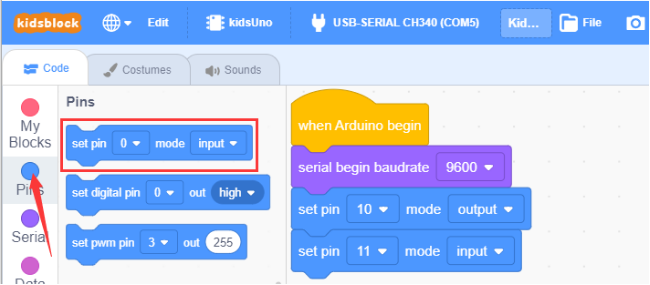 kidsblock Edit kidsUno USB-SERIAL CH340 (COM5) Kid... File
Code Costumes Sounds
My Blocks
Pins
Serial
Data
Pins
set pin 0 mode input
set digital pin 0 out high
set pwm pin 3 out 255
when Arduino begin
serial begin baudrate 9600
set pin 10 mode output
set pin 11 mode input